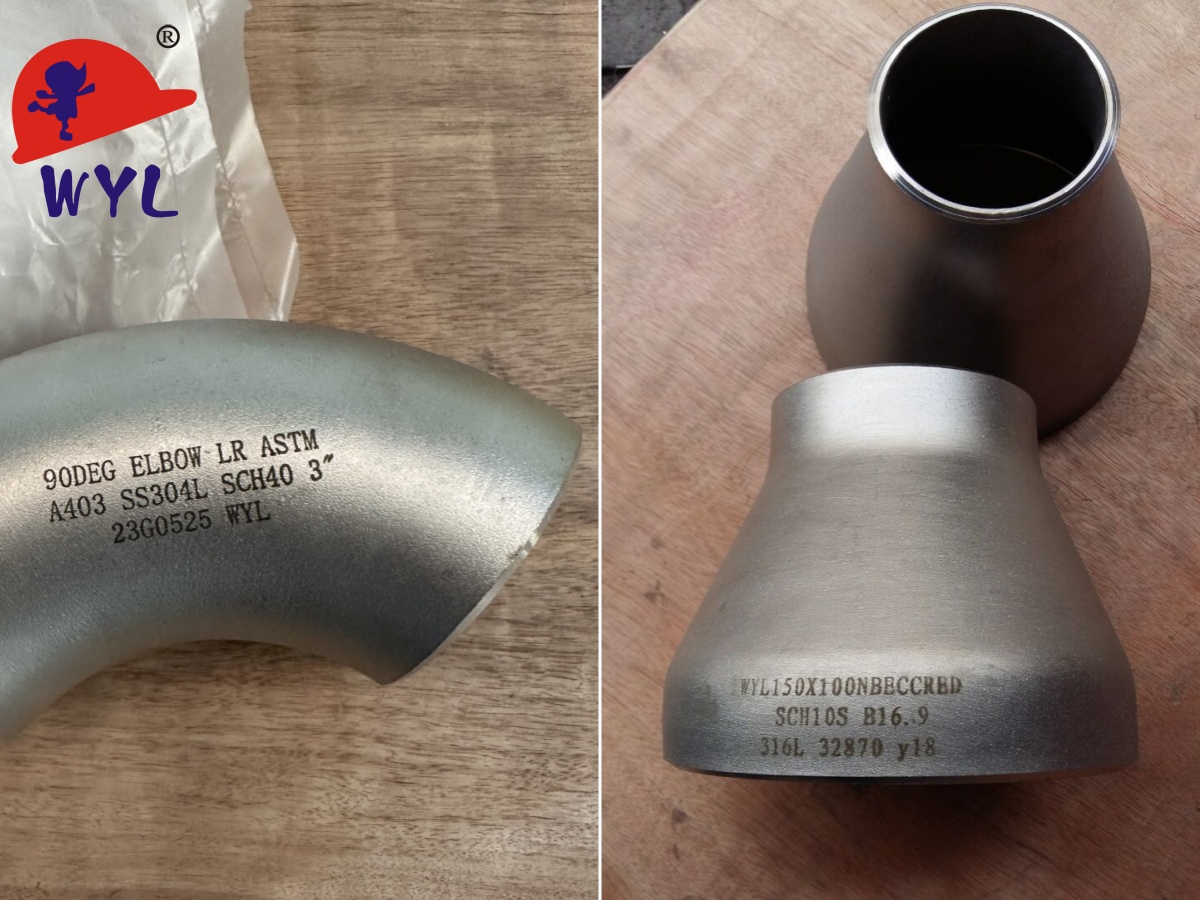 ®
WYL
90DEG ELBOW LR ASTM
A403 SS304L SCH40 3″
23G0525 WYL
WYL150X100NBECCRED
SCH10S B16.9
316L 32870 y18